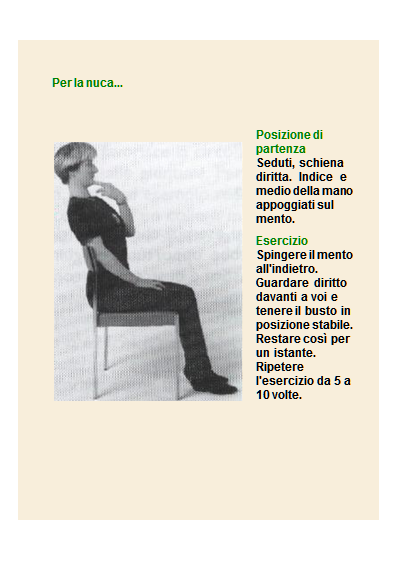 Per la nuca...
Posizione di
partenza
Seduti, schiena
diritta. Indice e
medio della mano
appoggiati sul
mento.
Esercizio
Spingere il mento
all'indietro.
Guardare diritto
davanti a voi e
tenere il busto in
posizione stabile.
Restare così per
un istante.
Ripetere
l'esercizio da 5 a
10 volte.